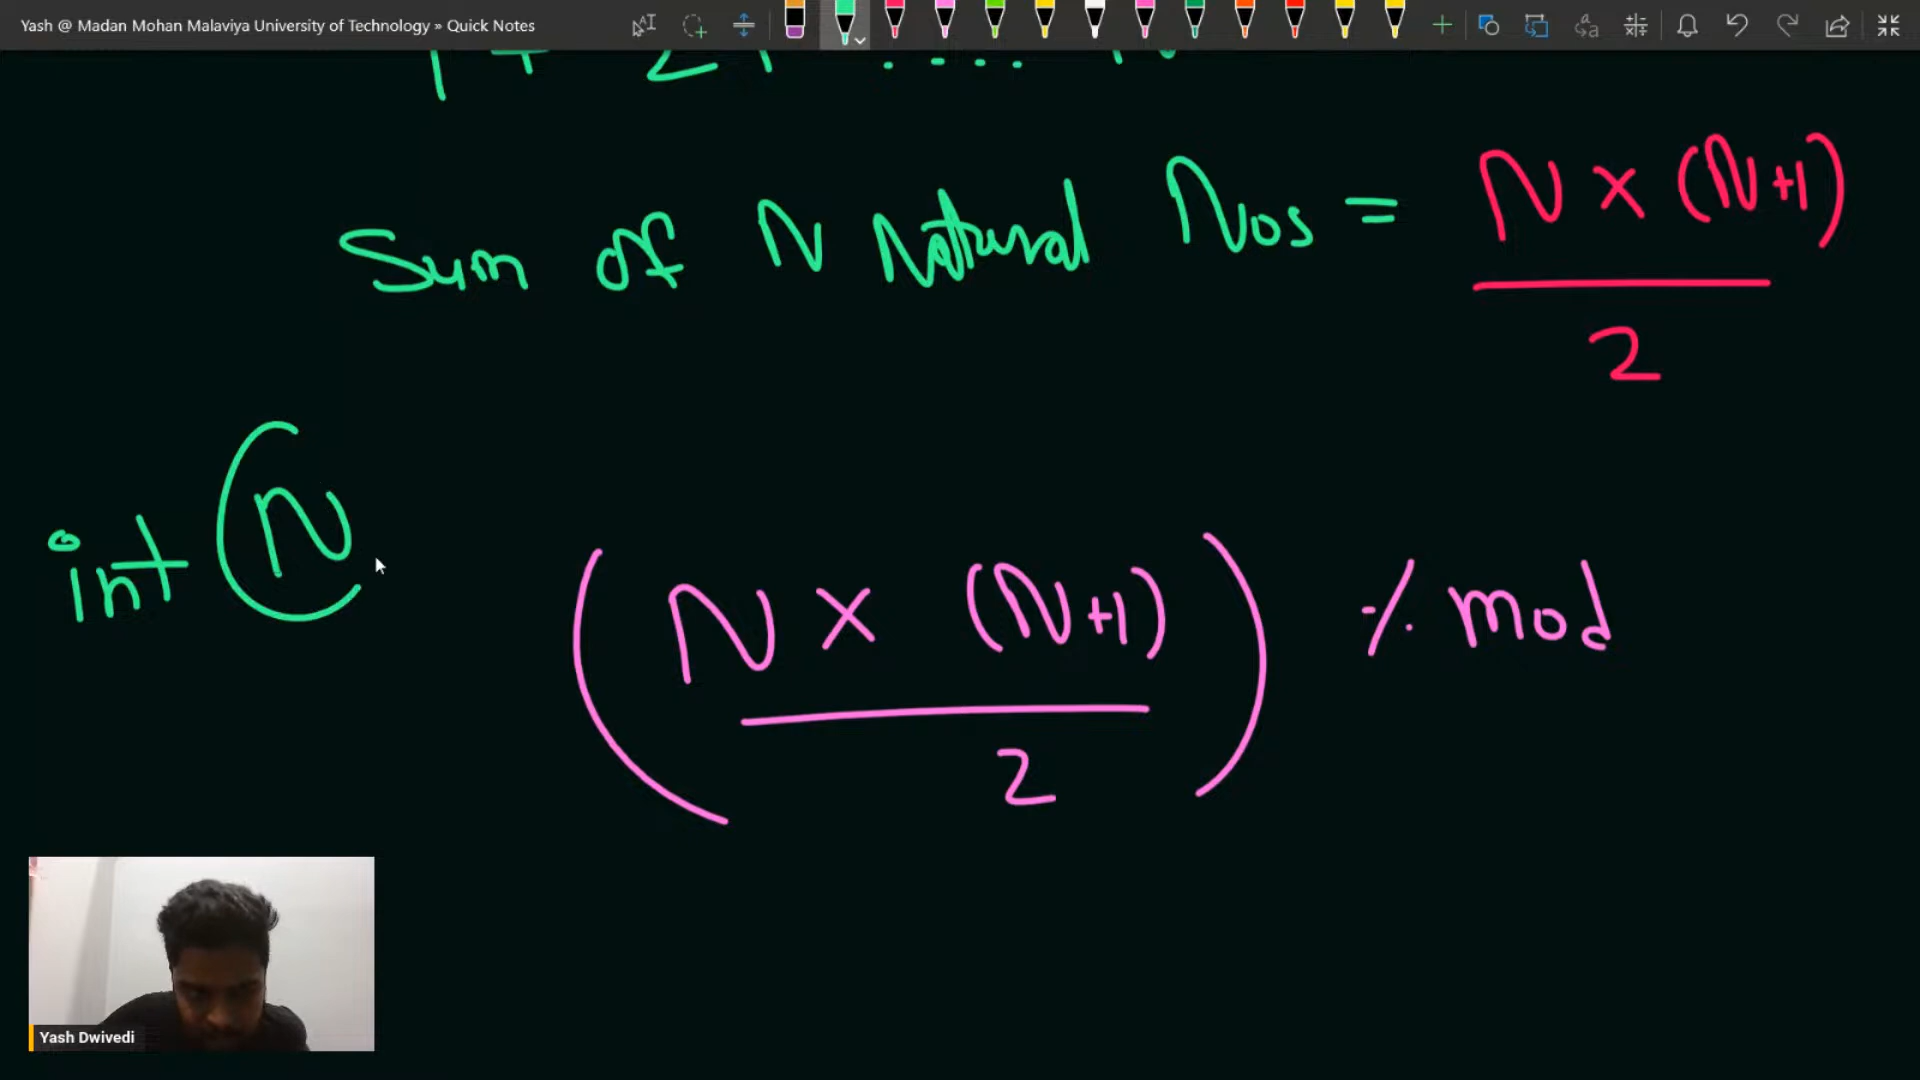 Yash @ Madan Mohan Malaviya University of Technology » Quick Notes
Sum of N Natural Nos = N × (N+1)
2
int N
( N × (N+1) ) % mod
2
Yash Dwivedi